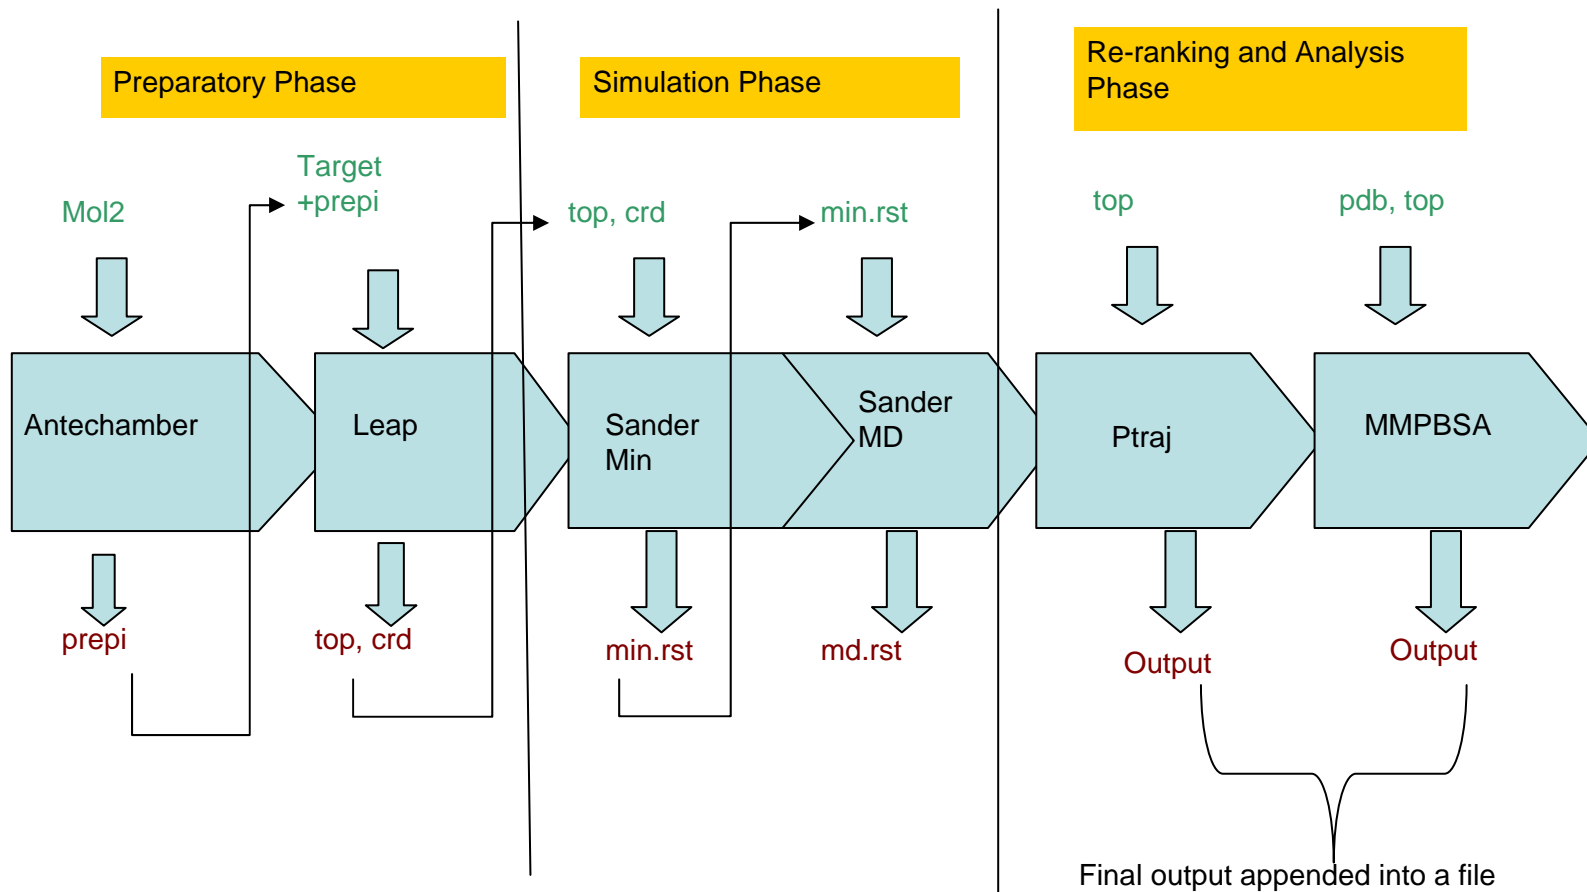 Preparatory Phase
Simulation Phase
Re-ranking and Analysis
Phase
Mol2
Target
+prepi
top, crd
min.rst
top
pdb, top
Antechamber
Leap
Sander
Min
Sander
MD
Ptraj
MMPBSA
prepi
top, crd
min.rst
md.rst
Output
Output
Final output appended into a file